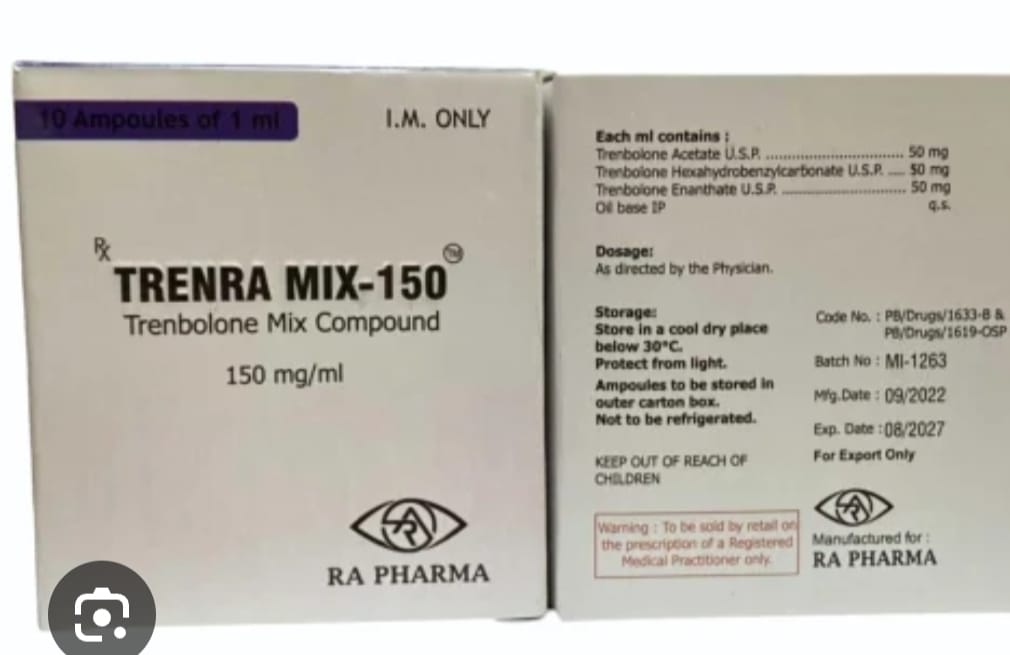 10 Ampoules of 1 ml
I.M. ONLY
Rx
TRENRA MIX-150 TM
Trenbolone Mix Compound
150 mg/ml
RA PHARMA
Each ml contains :
Trenbolone Acetate U.S.P. .............................. 50 mg
Trenbolone Hexahydrobenzylcarbonate U.S.P. .... 50 mg
Trenbolone Enanthate U.S.P. .......................... 50 mg
Oil base IP q.s.
Dosage:
As directed by the Physician.
Storage:
Store in a cool dry place
below 30°C.
Protect from light.
Ampoules to be stored in
outer carton box.
Not to be refrigerated.
KEEP OUT OF REACH OF
CHILDREN
Warning : To be sold by retail on
the prescription of a Registered
Medical Practitioner only.
Code No. : PB/Drugs/1633-B &
PB/Drugs/1619-OSP
Batch No : MI-1263
Mfg.Date : 09/2022
Exp. Date :08/2027
For Export Only
Manufactured for :
RA PHARMA